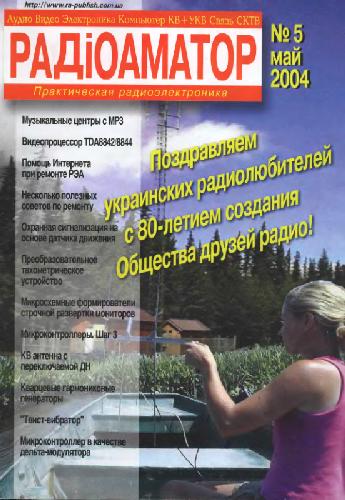 http://www.ra-publish.com.ua
Аудио Видео Электроника Компьютер КВ+УКВ Связь СКТВ
РАДіОАМАТОР
Практическая радиоэлектроника
№ 5
май
2004
Музыкальные центры с MP3
Видеопроцессор TDA8842/8844
Помощь Интернета
при ремонте РЭА
Несколько полезных
советов по ремонту
Охранная сигнализация на
основе датчика движения
Преобразовательное
тахометрическое
устройство
Микросхемные формирователи
строчной развертки мониторов
Микроконтроллеры. Шаг 3
КВ антенна с
переключаемой ДН
Кварцевые гармониковые
генераторы
"Текст-вибратор"
Микроконтроллер в качестве
дельта-модулятора
Поздравляем
украинских радиолюбителей
с 80-летием создания
Общества друзей радио!